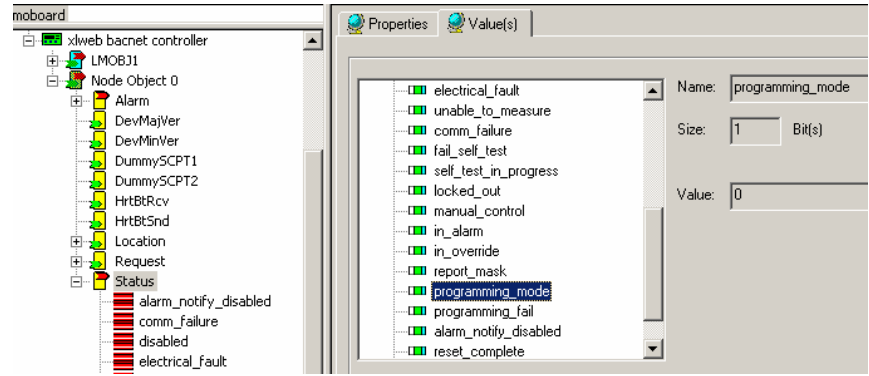 moboard
xlweb bacnet controller
LMOBJ1
Node Object 0
Alarm
DevMajVer
DevMinVer
DummySCPT1
DummySCPT2
HrtBtRcv
HrtBtSnd
Location
Request
Status
alarm_notify_disabled
comm_failure
disabled
electrical_fault
Properties Value(s)
electrical_fault
unable_to_measure
comm_failure
fail_self_test
self_test_in_progress
locked_out
manual_control
in_alarm
in_override
report_mask
programming_mode
programming_fail
alarm_notify_disabled
reset_complete
Name: programming_mode
Size: 1 Bit(s)
Value: 0